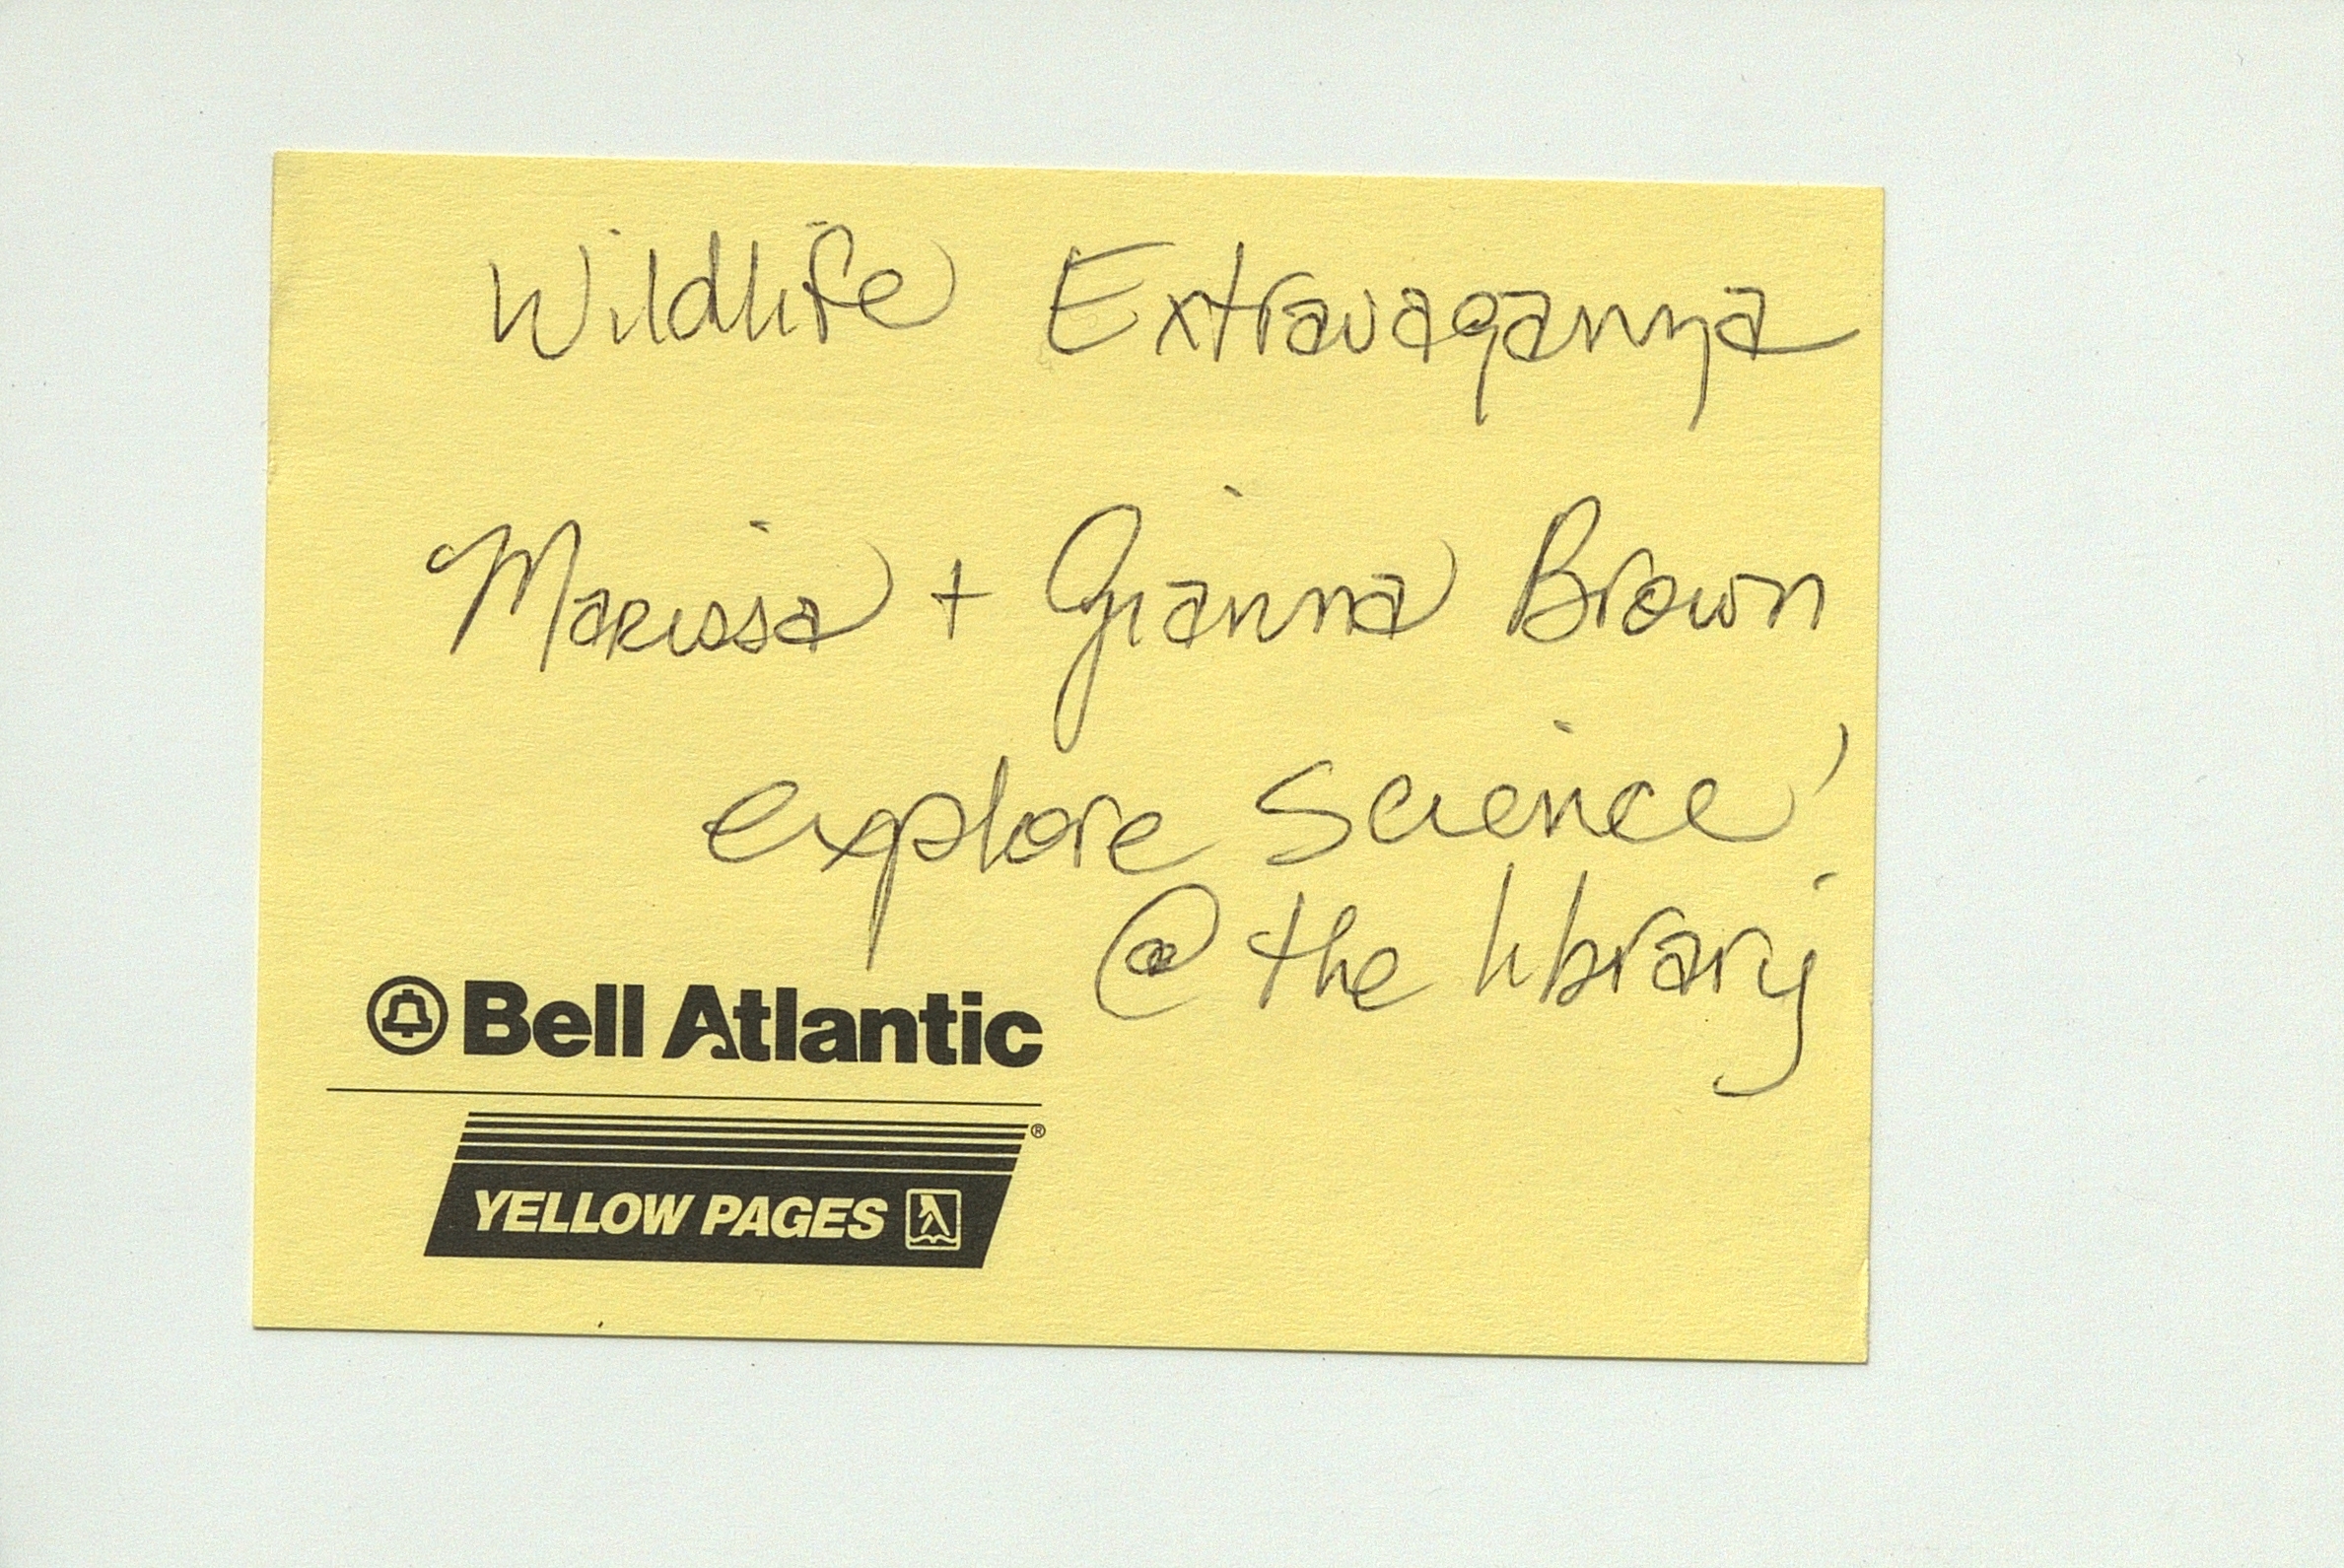 Wildlife Extravaganza
Marissa + Gianna Brown
explore science!
@ the library
Bell Atlantic
YELLOW PAGES ®